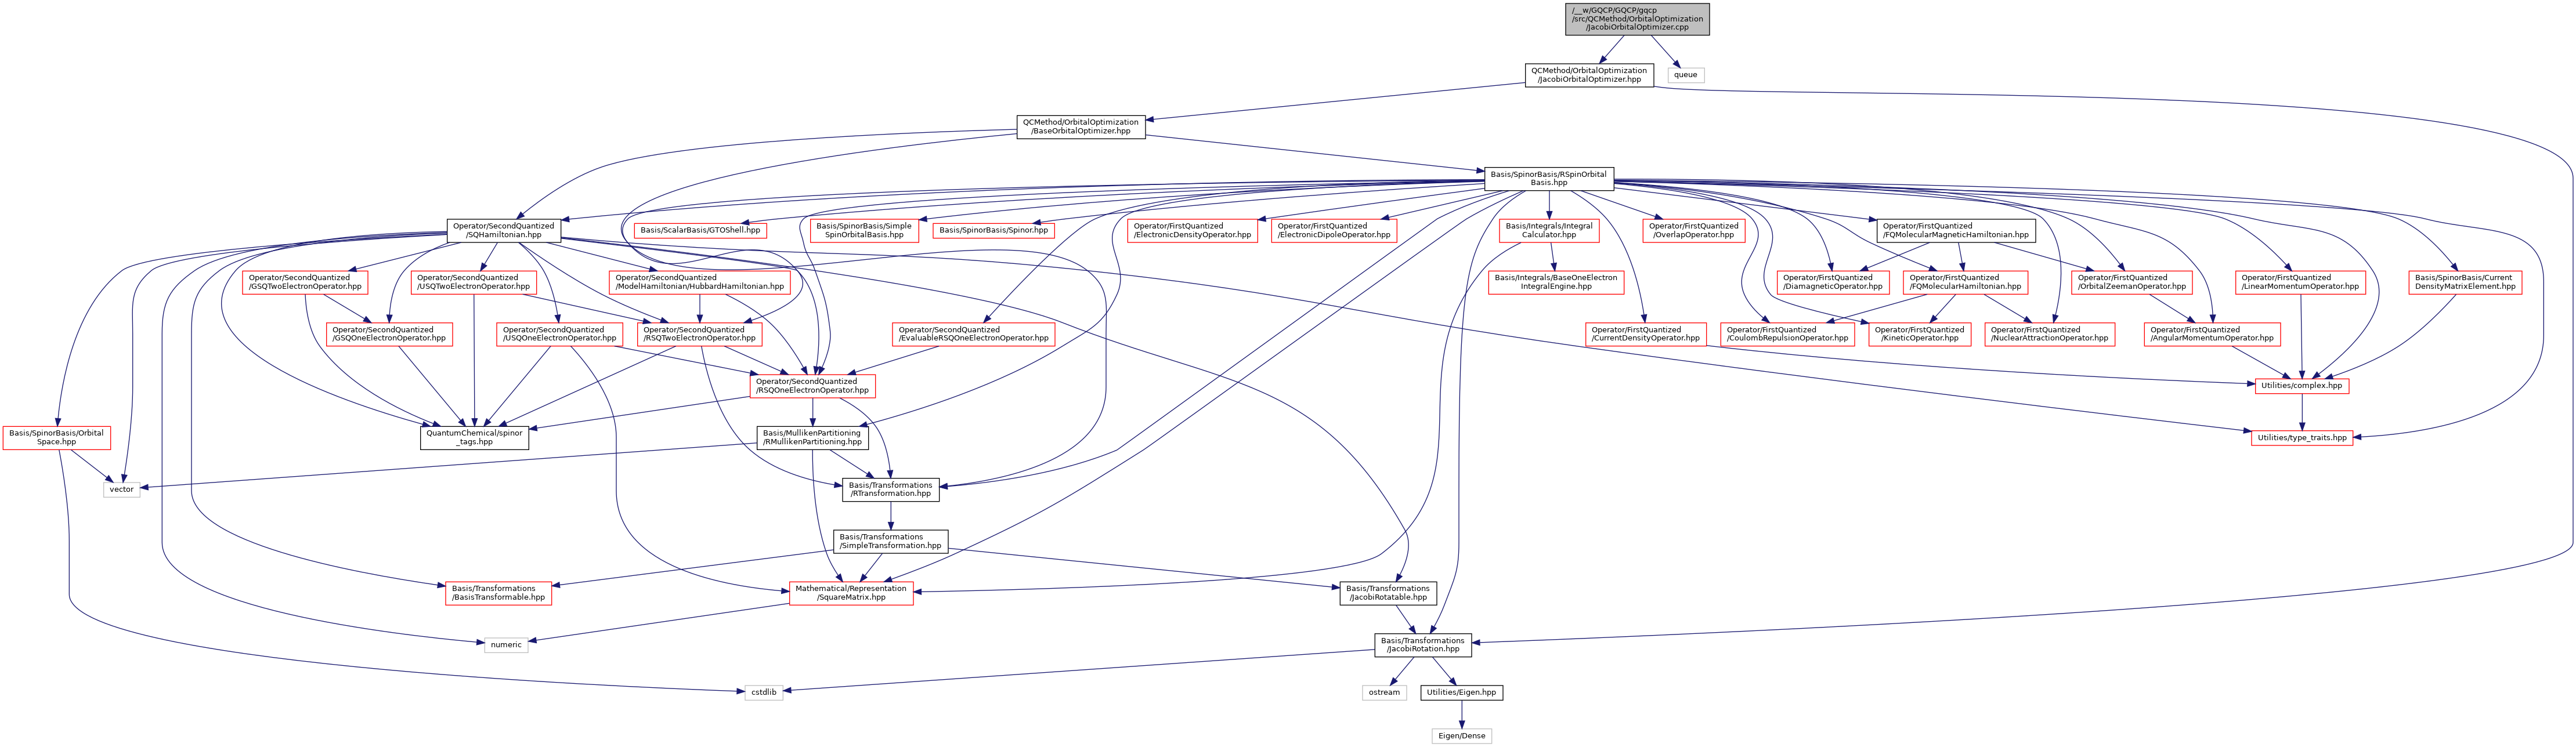 /__w/GQCP/GQCP/gqcp
/src/QCMethod/OrbitalOptimization
/JacobiOrbitalOptimizer.cpp
QCMethod/OrbitalOptimization
/JacobiOrbitalOptimizer.hpp
queue
QCMethod/OrbitalOptimization
/BaseOrbitalOptimizer.hpp
Basis/SpinorBasis/RSpinOrbital
Basis.hpp
Operator/SecondQuantized
/SQHamiltonian.hpp
Basis/ScalarBasis/GTOShell.hpp
Basis/SpinorBasis/Simple
SpinOrbitalBasis.hpp
Basis/SpinorBasis/Spinor.hpp
Operator/FirstQuantized
/ElectronicDensityOperator.hpp
Operator/FirstQuantized
/ElectronicDipoleOperator.hpp
Basis/Integrals/Integral
Calculator.hpp
Operator/FirstQuantized
/OverlapOperator.hpp
Operator/FirstQuantized
/FQMolecularMagneticHamiltonian.hpp
Operator/SecondQuantized
/GSQTwoElectronOperator.hpp
Operator/SecondQuantized
/USQTwoElectronOperator.hpp
Operator/SecondQuantized
/ModelHamiltonian/HubbardHamiltonian.hpp
Basis/Integrals/BaseOneElectron
IntegralEngine.hpp
Operator/FirstQuantized
/DiamagneticOperator.hpp
Operator/FirstQuantized
/FQMolecularHamiltonian.hpp
Operator/FirstQuantized
/OrbitalZeemanOperator.hpp
Operator/FirstQuantized
/LinearMomentumOperator.hpp
Basis/SpinorBasis/Current
DensityMatrixElement.hpp
Operator/SecondQuantized
/GSQOneElectronOperator.hpp
Operator/SecondQuantized
/USQOneElectronOperator.hpp
Operator/SecondQuantized
/RSQTwoElectronOperator.hpp
Operator/SecondQuantized
/EvaluableRSQOneElectronOperator.hpp
Operator/FirstQuantized
/CurrentDensityOperator.hpp
Operator/FirstQuantized
/CoulombRepulsionOperator.hpp
Operator/FirstQuantized
/KineticOperator.hpp
Operator/FirstQuantized
/NuclearAttractionOperator.hpp
Operator/FirstQuantized
/AngularMomentumOperator.hpp
Operator/SecondQuantized
/RSQOneElectronOperator.hpp
Utilities/complex.hpp
Basis/SpinorBasis/Orbital
Space.hpp
QuantumChemical/spinor
_tags.hpp
Basis/MullikenPartitioning
/RMullikenPartitioning.hpp
Utilities/type_traits.hpp
vector
Basis/Transformations
/RTransformation.hpp
Basis/Transformations
/SimpleTransformation.hpp
Basis/Transformations
/BasisTransformable.hpp
Mathematical/Representation
/SquareMatrix.hpp
Basis/Transformations
/JacobiRotatable.hpp
numeric
Basis/Transformations
/JacobiRotation.hpp
cstdlib
ostream
Utilities/Eigen.hpp
Eigen/Dense